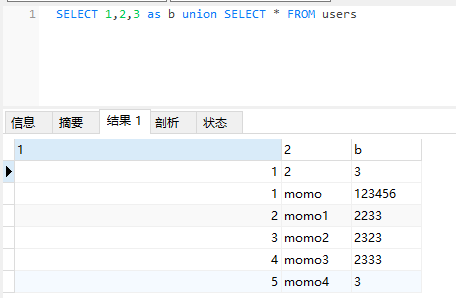 1 SELECT 1,2,3 as b union SELECT * FROM users
信息 摘要 结果 1 剖析 状态
1 2 b
1 2 3
1 momo 123456
2 momo1 2233
3 momo2 2323
4 momo3 2333
5 momo4 3